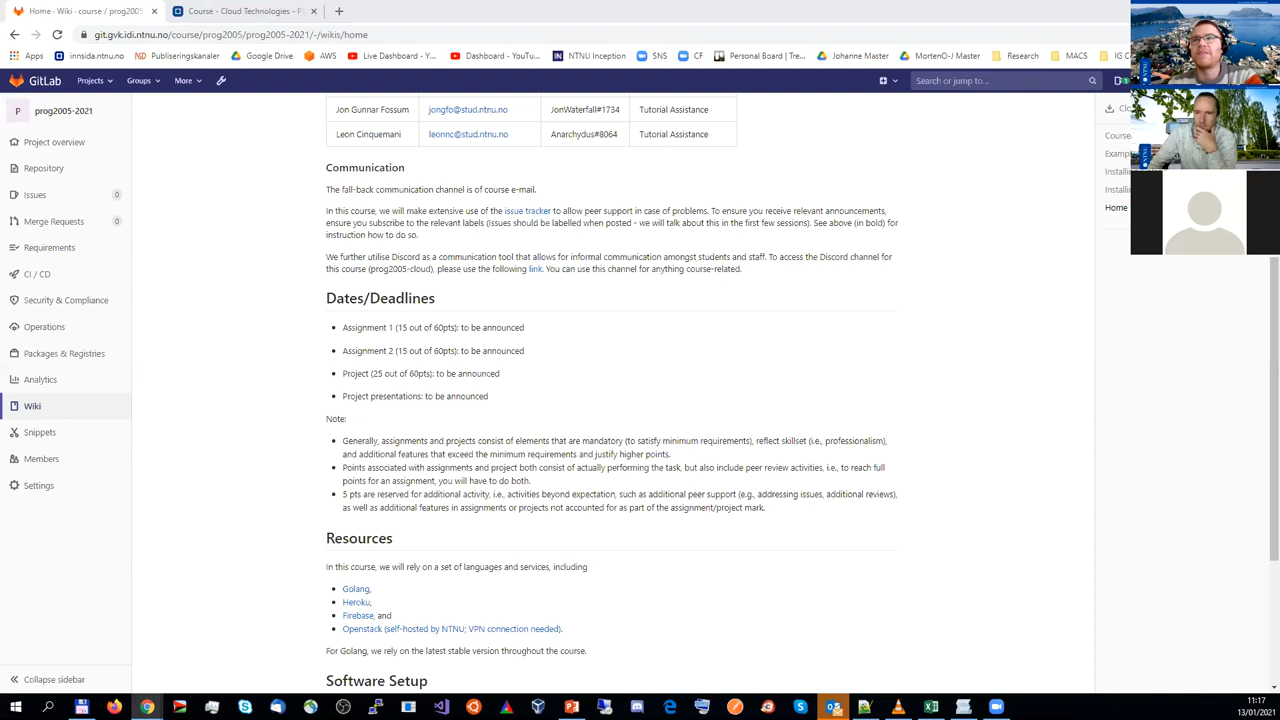 Home · Wiki · course / prog2005
Course - Cloud Technologies - P
git.gvk.idi.ntnu.no/course/prog2005/prog2005-2021/-/wikis/home
Apps
innsida.ntnu.no
Publiseringskanaler
Google Drive
AWS
Live Dashboard - Y...
Dashboard - YouT...
NTNU Inception
SNS
CF
Personal Board | Tre...
Johanne Master
MortenO-J Master
Research
MACS
IG C
GitLab
Projects
Groups
More
Search or jump to...
1
P prog2005-2021
Project overview
Repository
Issues 0
Merge Requests 0
Requirements
CI / CD
Security & Compliance
Operations
Packages & Registries
Analytics
Wiki
Snippets
Members
Settings
Collapse sidebar
Jon Gunnar Fossum jongfo@stud.ntnu.no JonWaterfall#1734 Tutorial Assistance
Leon Cinquemani leonnc@stud.ntnu.no Anarchydus#8064 Tutorial Assistance
Communication
The fall-back communication channel is of course e-mail.
In this course, we will make extensive use of the issue tracker to allow peer support in case of problems. To ensure you receive relevant announcements,
ensure you subscribe to the relevant labels (Issues should be labelled when posted - we will talk about this in the first few sessions). See above (in bold) for
instruction how to do so.
We further utilise Discord as a communication tool that allows for informal communication amongst students and staff. To access the Discord channel for
this course (prog2005-cloud), please use the following link. You can use this channel for anything course-related.
Dates/Deadlines
• Assignment 1 (15 out of 60pts): to be announced
• Assignment 2 (15 out of 60pts): to be announced
• Project (25 out of 60pts): to be announced
• Project presentations: to be announced
Note:
• Generally, assignments and projects consist of elements that are mandatory (to satisfy minimum requirements), reflect skillset (i.e., professionalism),
and additional features that exceed the minimum requirements and justify higher points.
• Points associated with assignments and project both consist of actually performing the task, but also include peer review activities, i.e., to reach full
points for an assignment, you will have to do both.
• 5 pts are reserved for additional activity, i.e., activities beyond expectation, such as additional peer support (e.g., addressing issues, additional reviews),
as well as additional features in assignments or projects not accounted for as part of the assignment/project mark.
Resources
In this course, we will rely on a set of languages and services, including
• Golang,
• Heroku,
• Firebase, and
• Openstack (self-hosted by NTNU; VPN connection needed).
For Golang, we rely on the latest stable version throughout the course.
Software Setup
Clo
Course
Exampl
Installin
Installin
Home
NTNU
NTNU
11:17
13/01/2021